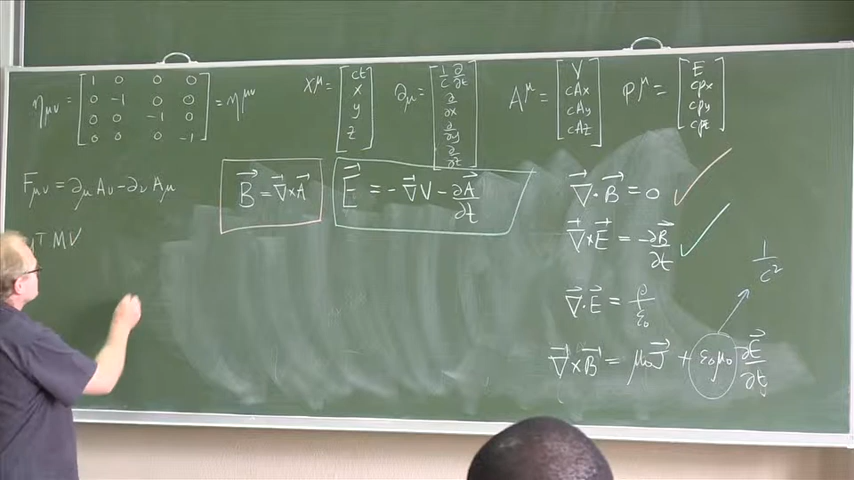 η_μν = [1 0 0 0; 0 -1 0 0; 0 0 -1 0; 0 0 0 -1] = η^μν
x^μ = [ct; x; y; z]
∂_μ = [1/c ∂/∂t; ∂/∂x; ∂/∂y; ∂/∂z]
A^μ = [V; cAx; cAy; cAz]
p^μ = [E; cpx; cpy; cpz]
F_μν = ∂_μ A_ν - ∂_ν A_μ
B⃗ = ∇⃗×A⃗
E⃗ = -∇⃗V - ∂A⃗/∂t
∇⃗·B⃗ = 0 ✓
∇⃗×E⃗ = -∂B⃗/∂t ✓
∇⃗·E⃗ = ρ/ε₀
∇⃗×B⃗ = μ₀J⃗ + ε₀μ₀ ∂E⃗/∂t
1/c²
T M V